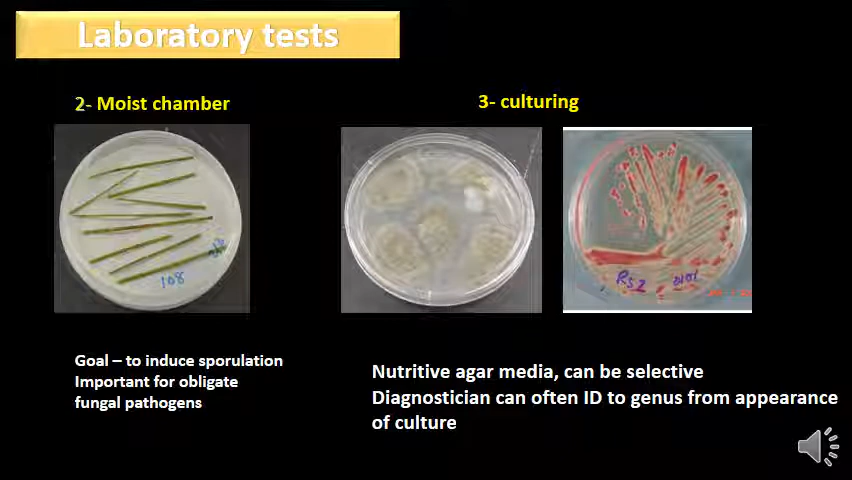 Laboratory tests
2- Moist chamber
3- culturing
108
Goal – to induce sporulation
Important for obligate
fungal pathogens
Nutritive agar media, can be selective
Diagnostician can often ID to genus from appearance
of culture